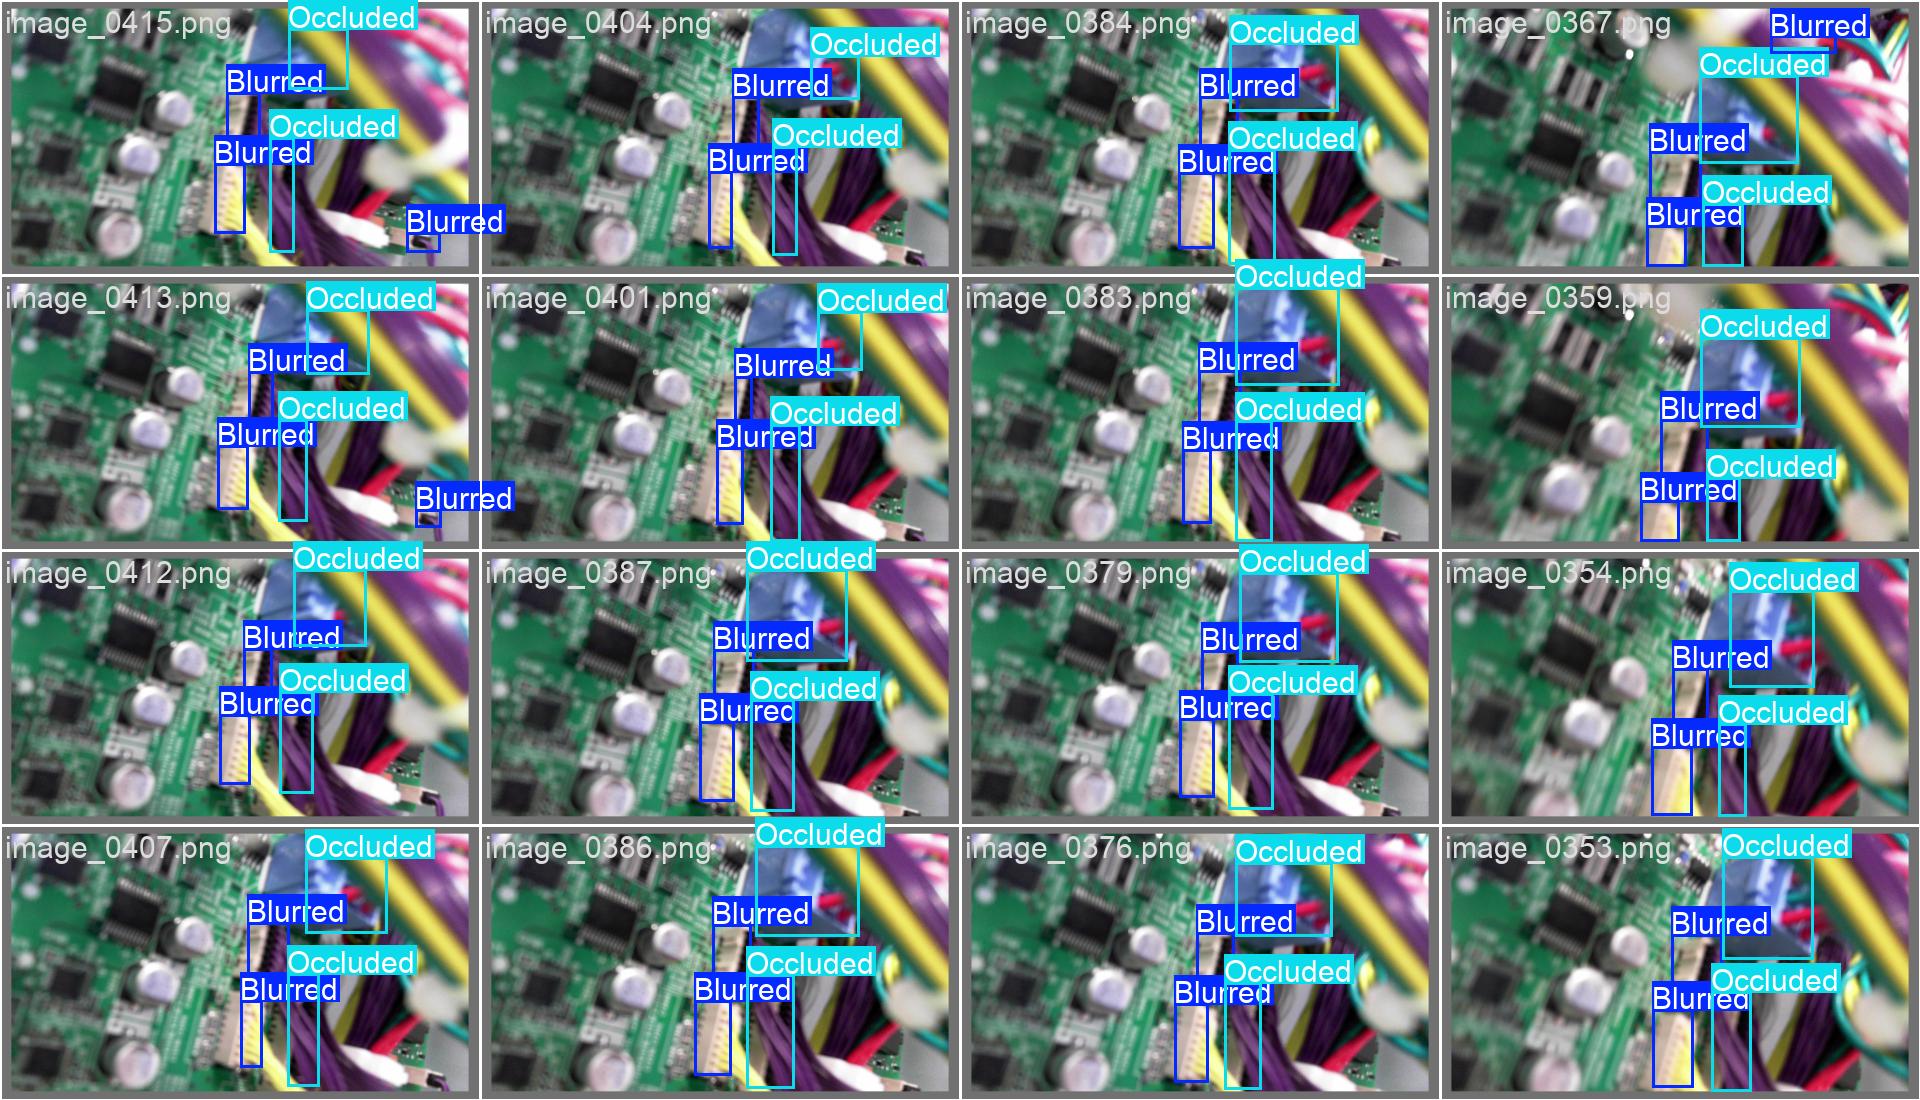 image_0415.png
Occluded
Blurred
Occluded
Blurred
Blurred
image_0404.png
Occluded
Blurred
Occluded
Blurred
image_0384.png
Occluded
Blurred
Occluded
Blurred
image_0367.png
Blurred
Occluded
Blurred
Occluded
Blurred
image_0413.png
Occluded
Blurred
Occluded
Blurred
Blurred
image_0401.png
Occluded
Blurred
Occluded
Blurred
image_0383.png
Occluded
Blurred
Occluded
Blurred
image_0359.png
Occluded
Blurred
Occluded
Blurred
image_0412.png
Occluded
Blurred
Occluded
Blurred
image_0387.png
Occluded
Blurred
Occluded
Blurred
image_0379.png
Occluded
Blurred
Occluded
Blurred
image_0354.png
Occluded
Blurred
Occluded
Blurred
image_0407.png
Occluded
Blurred
Occluded
Blurred
image_0386.png
Occluded
Blurred
Occluded
Blurred
image_0376.png
Occluded
Blurred
Occluded
Blurred
image_0353.png
Occluded
Blurred
Occluded
Blurred